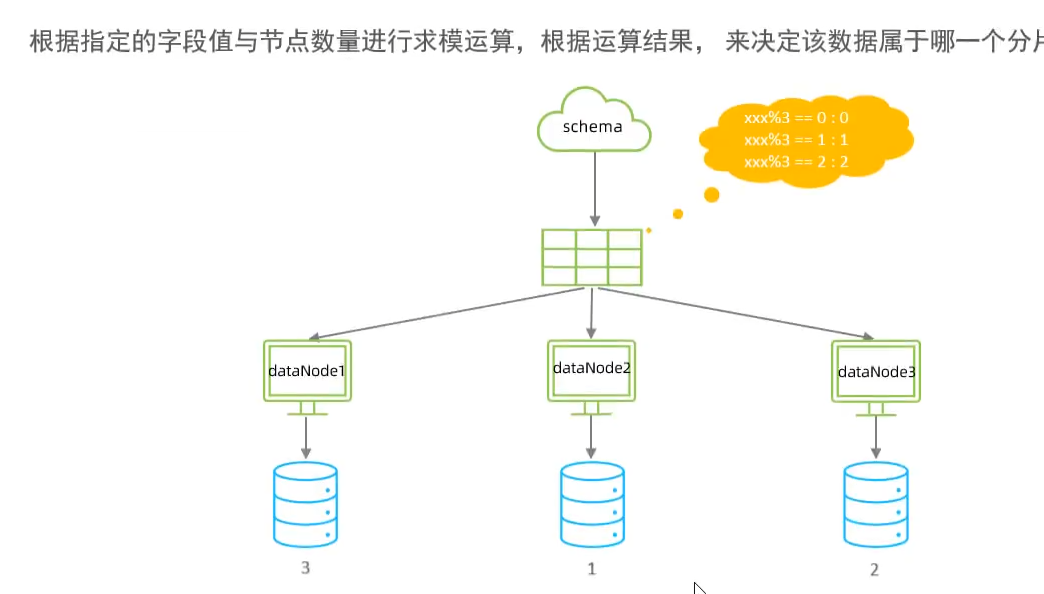 根据指定的字段值与节点数量进行求模运算，根据运算结果， 来决定该数据属于哪一个分片
schema
xxx%3 == 0 : 0
xxx%3 == 1 : 1
xxx%3 == 2 : 2
dataNode1
dataNode2
dataNode3
3
1
2